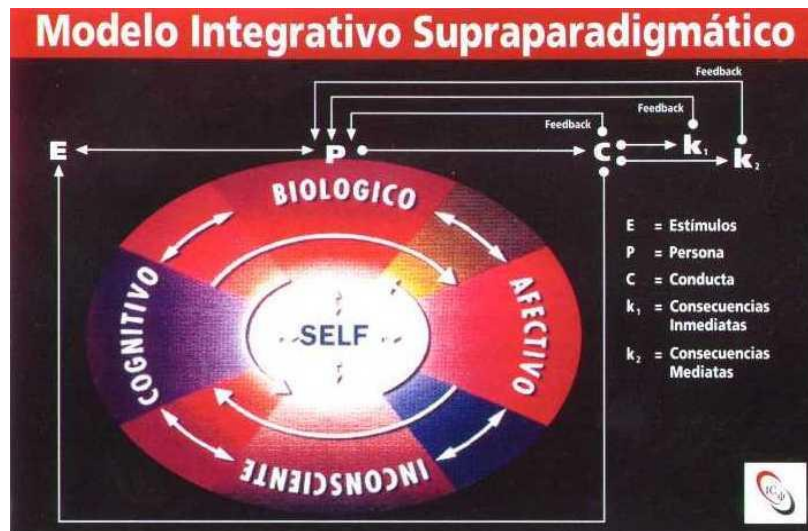 Modelo Integrativo Supraparadigmático
Feedback
Feedback
Feedback
E
P
C
k1
k2
BIOLOGICO
COGNITIVO
AFECTIVO
SELF
INCONSCIENTE
E = Estímulos
P = Persona
C = Conducta
k1 = Consecuencias
Inmediatas
k2 = Consecuencias
Mediatas